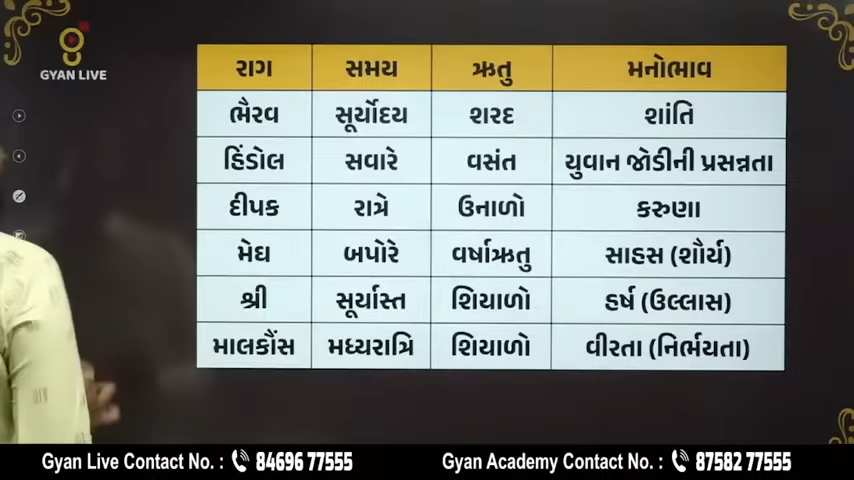 GYAN LIVE
રાગ સમય ઋતુ મનોભાવ
ભૈરવ સૂર્યોદય શરદ શાંતિ
હિંડોલ સવારે વસંત યુવાન જોડીની પ્રસન્નતા
દીપક રાત્રે ઉનાળો કરુણા
મેઘ બપોરે વર્ષાઋતુ સાહસ (શૌર્ય)
શ્રી સૂર્યાસ્ત શિયાળો હર્ષ (ઉલ્લાસ)
માલકૌંસ મધ્યરાત્રિ શિયાળો વીરતા (નિર્ભયતા)
Gyan Live Contact No. : 84696 77555 Gyan Academy Contact No. : 87582 77555